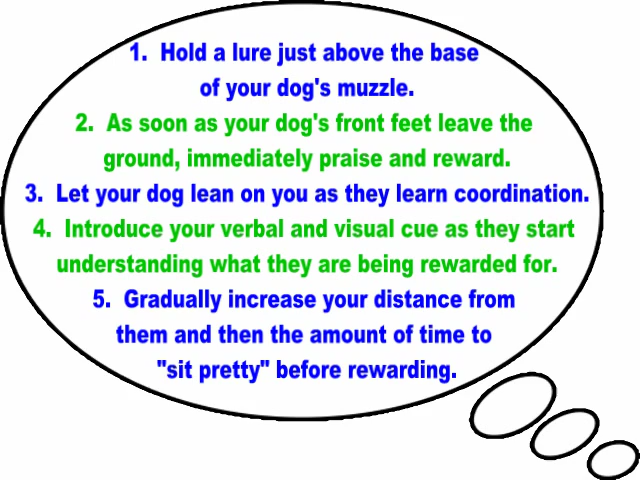 1. Hold a lure just above the base
of your dog's muzzle.
2. As soon as your dog's front feet leave the
ground, immediately praise and reward.
3. Let your dog lean on you as they learn coordination.
4. Introduce your verbal and visual cue as they start
understanding what they are being rewarded for.
5. Gradually increase your distance from
them and then the amount of time to
"sit pretty" before rewarding.